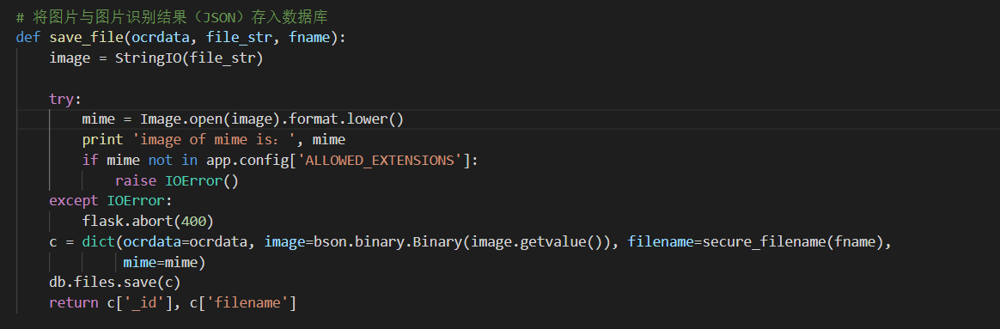 # 将图片与图片识别结果（JSON）存入数据库
def save_file(ocrdata, file_str, fname):
    image = StringIO(file_str)
    try:
        mime = Image.open(image).format.lower()
        print 'image of mime is：', mime
        if mime not in app.config['ALLOWED_EXTENSIONS']:
            raise IOError()
    except IOError:
        flask.abort(400)
    c = dict(ocrdata=ocrdata, image=bson.binary.Binary(image.getvalue()), filename=secure_filename(fname),
             mime=mime)
    db.files.save(c)
    return c['_id'], c['filename']